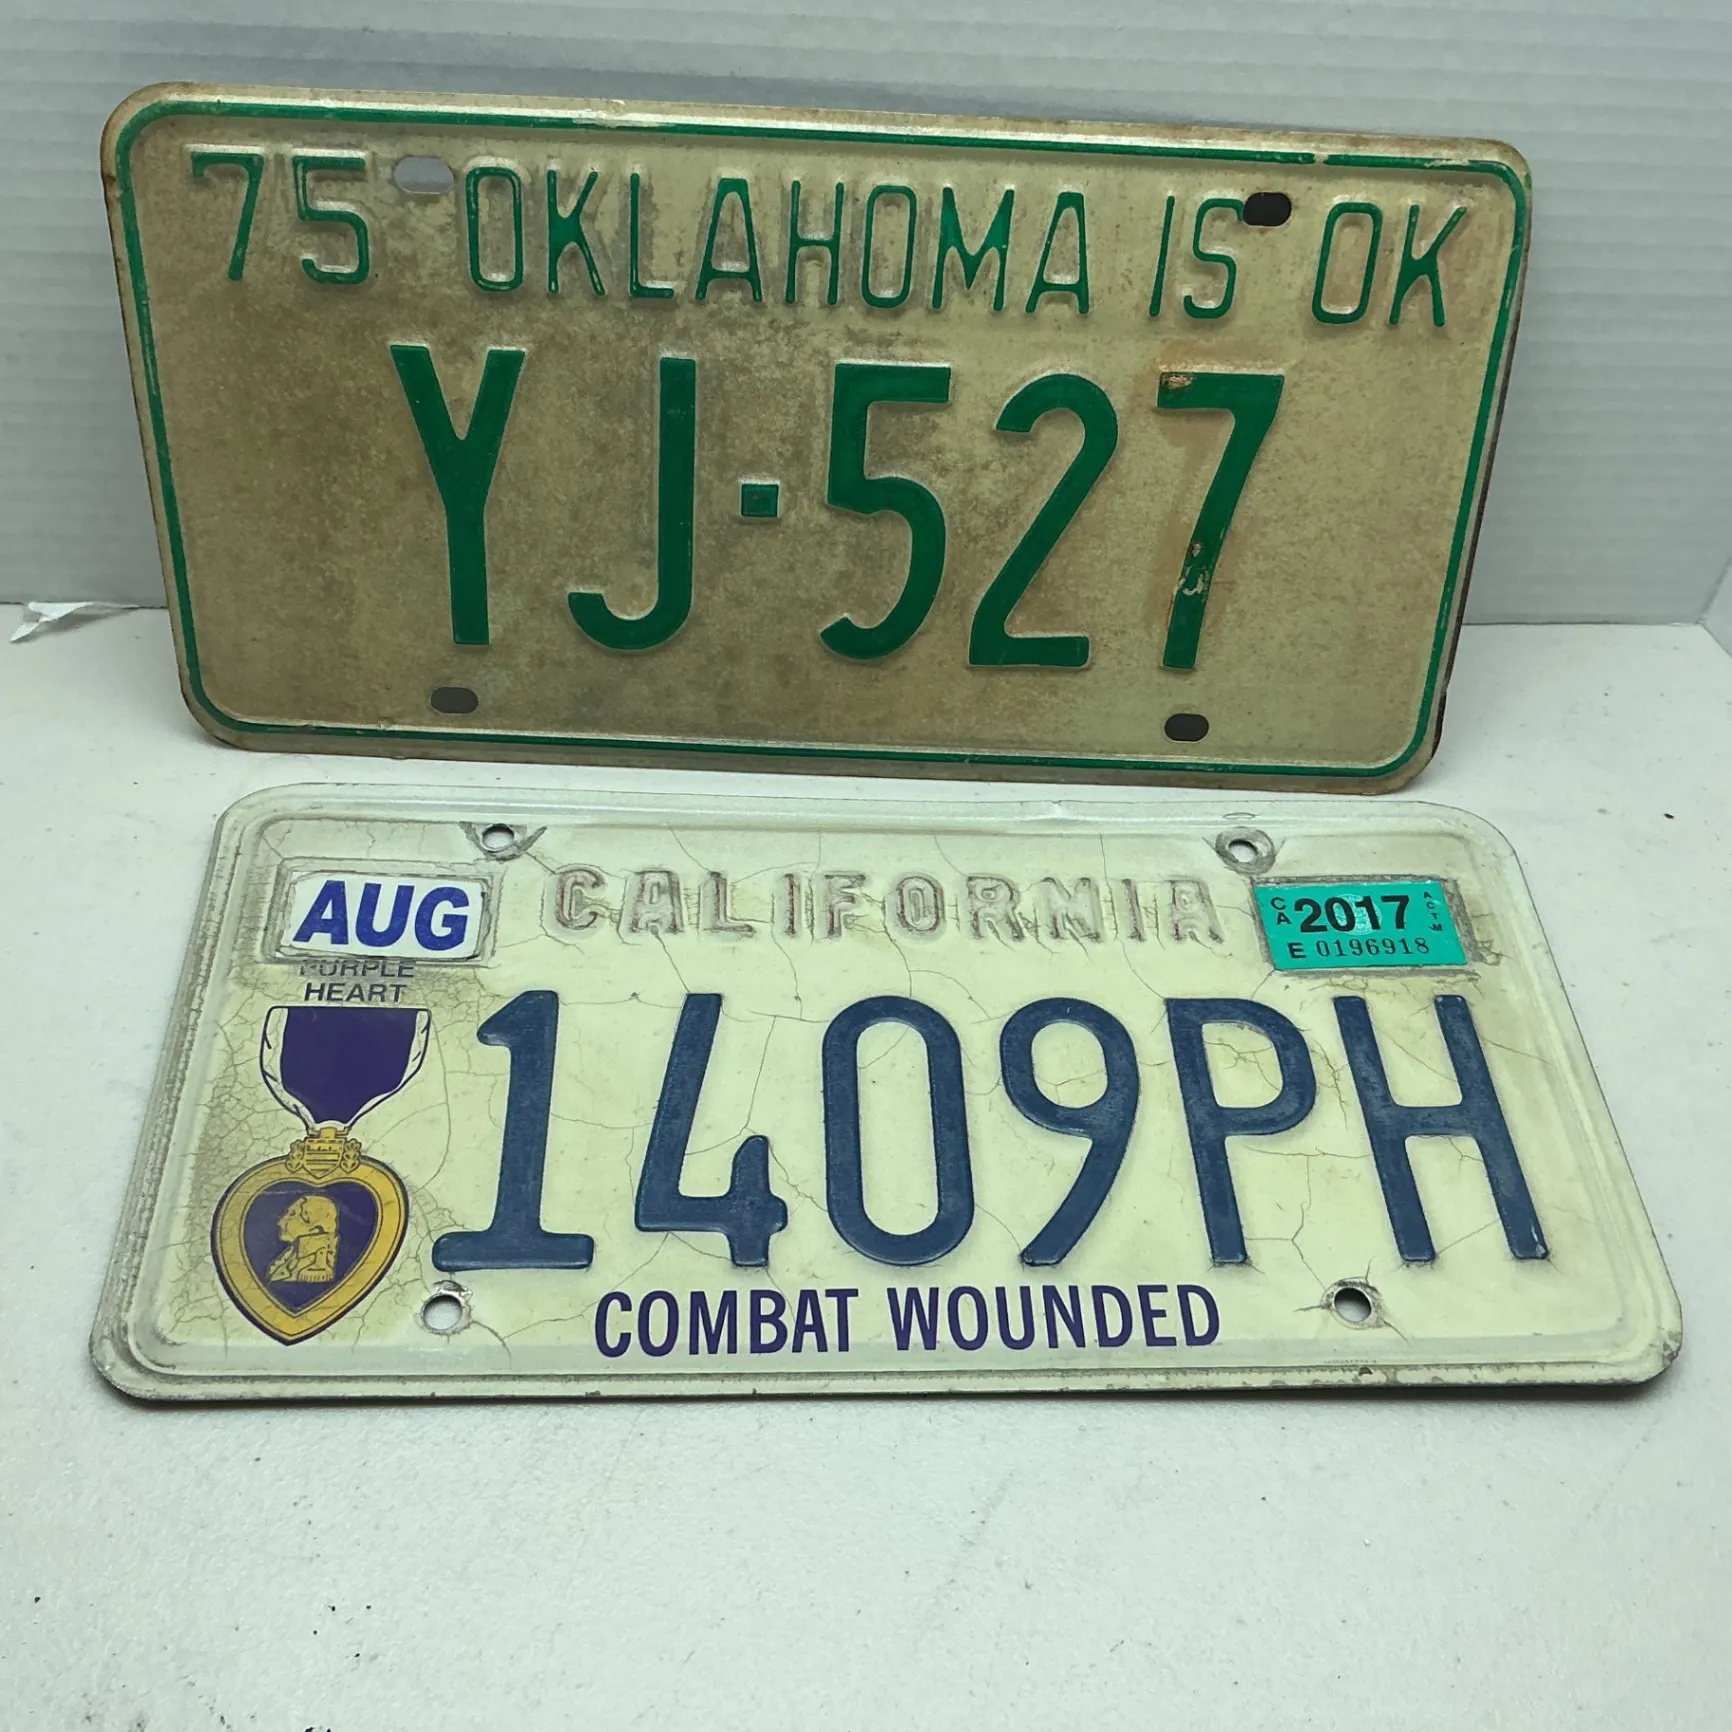 75 OKLAHOMA IS OK
YJ·527
AUG CALIFORNIA CA 2017
E 0196918
PURPLE
HEART
1409PH
COMBAT WOUNDED